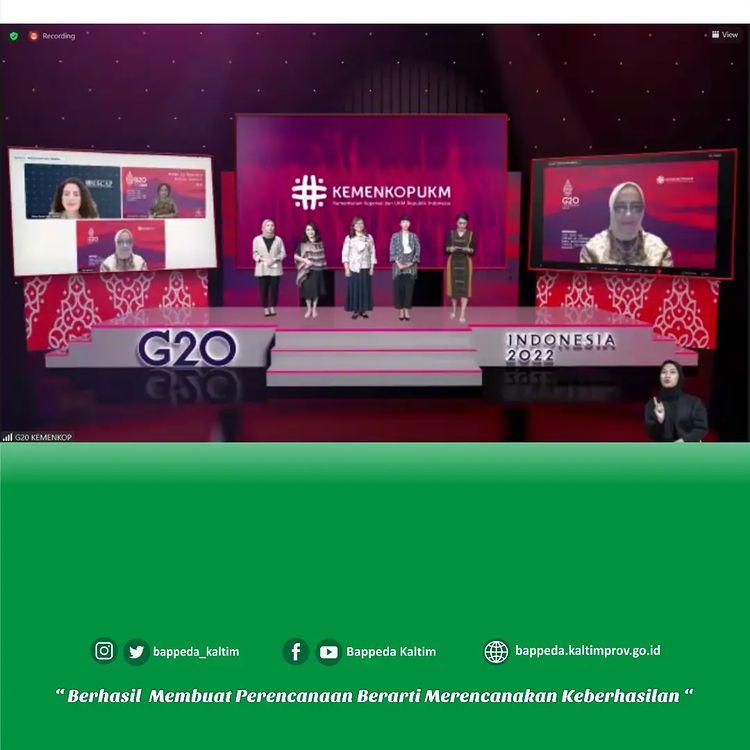 Recording
View
G20
G20
G20
KEMENKOPUKM
Kementerian Koperasi dan UKM Republik Indonesia
G20
INDONESIA
2022
G20 KEMENKOP
bappeda_kaltim
Bappeda Kaltim
bappeda.kaltimprov.go.id
“ Berhasil Membuat Perencanaan Berarti Merencanakan Keberhasilan “